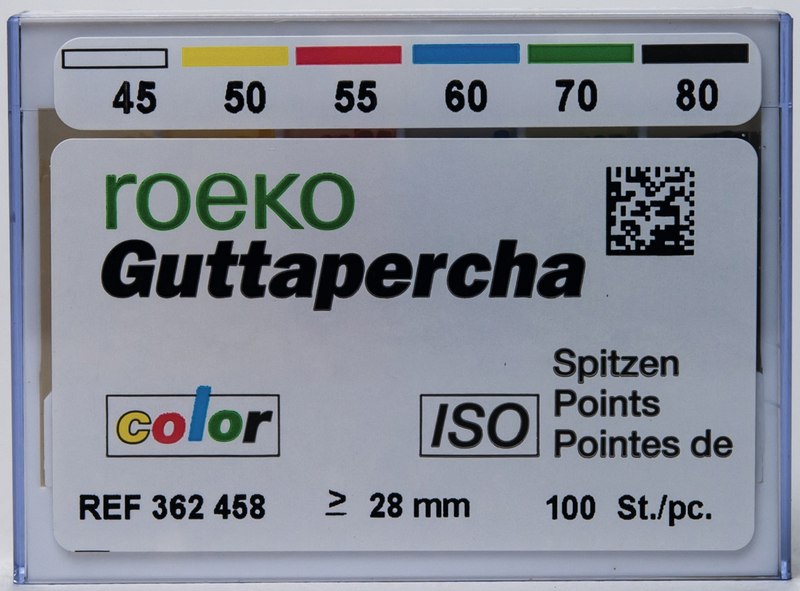 45 50 55 60 70 80
roeko
Guttapercha
Spitzen
Points
Pointes de
color ISO
REF 362 458 ≥ 28 mm 100 St./pc.